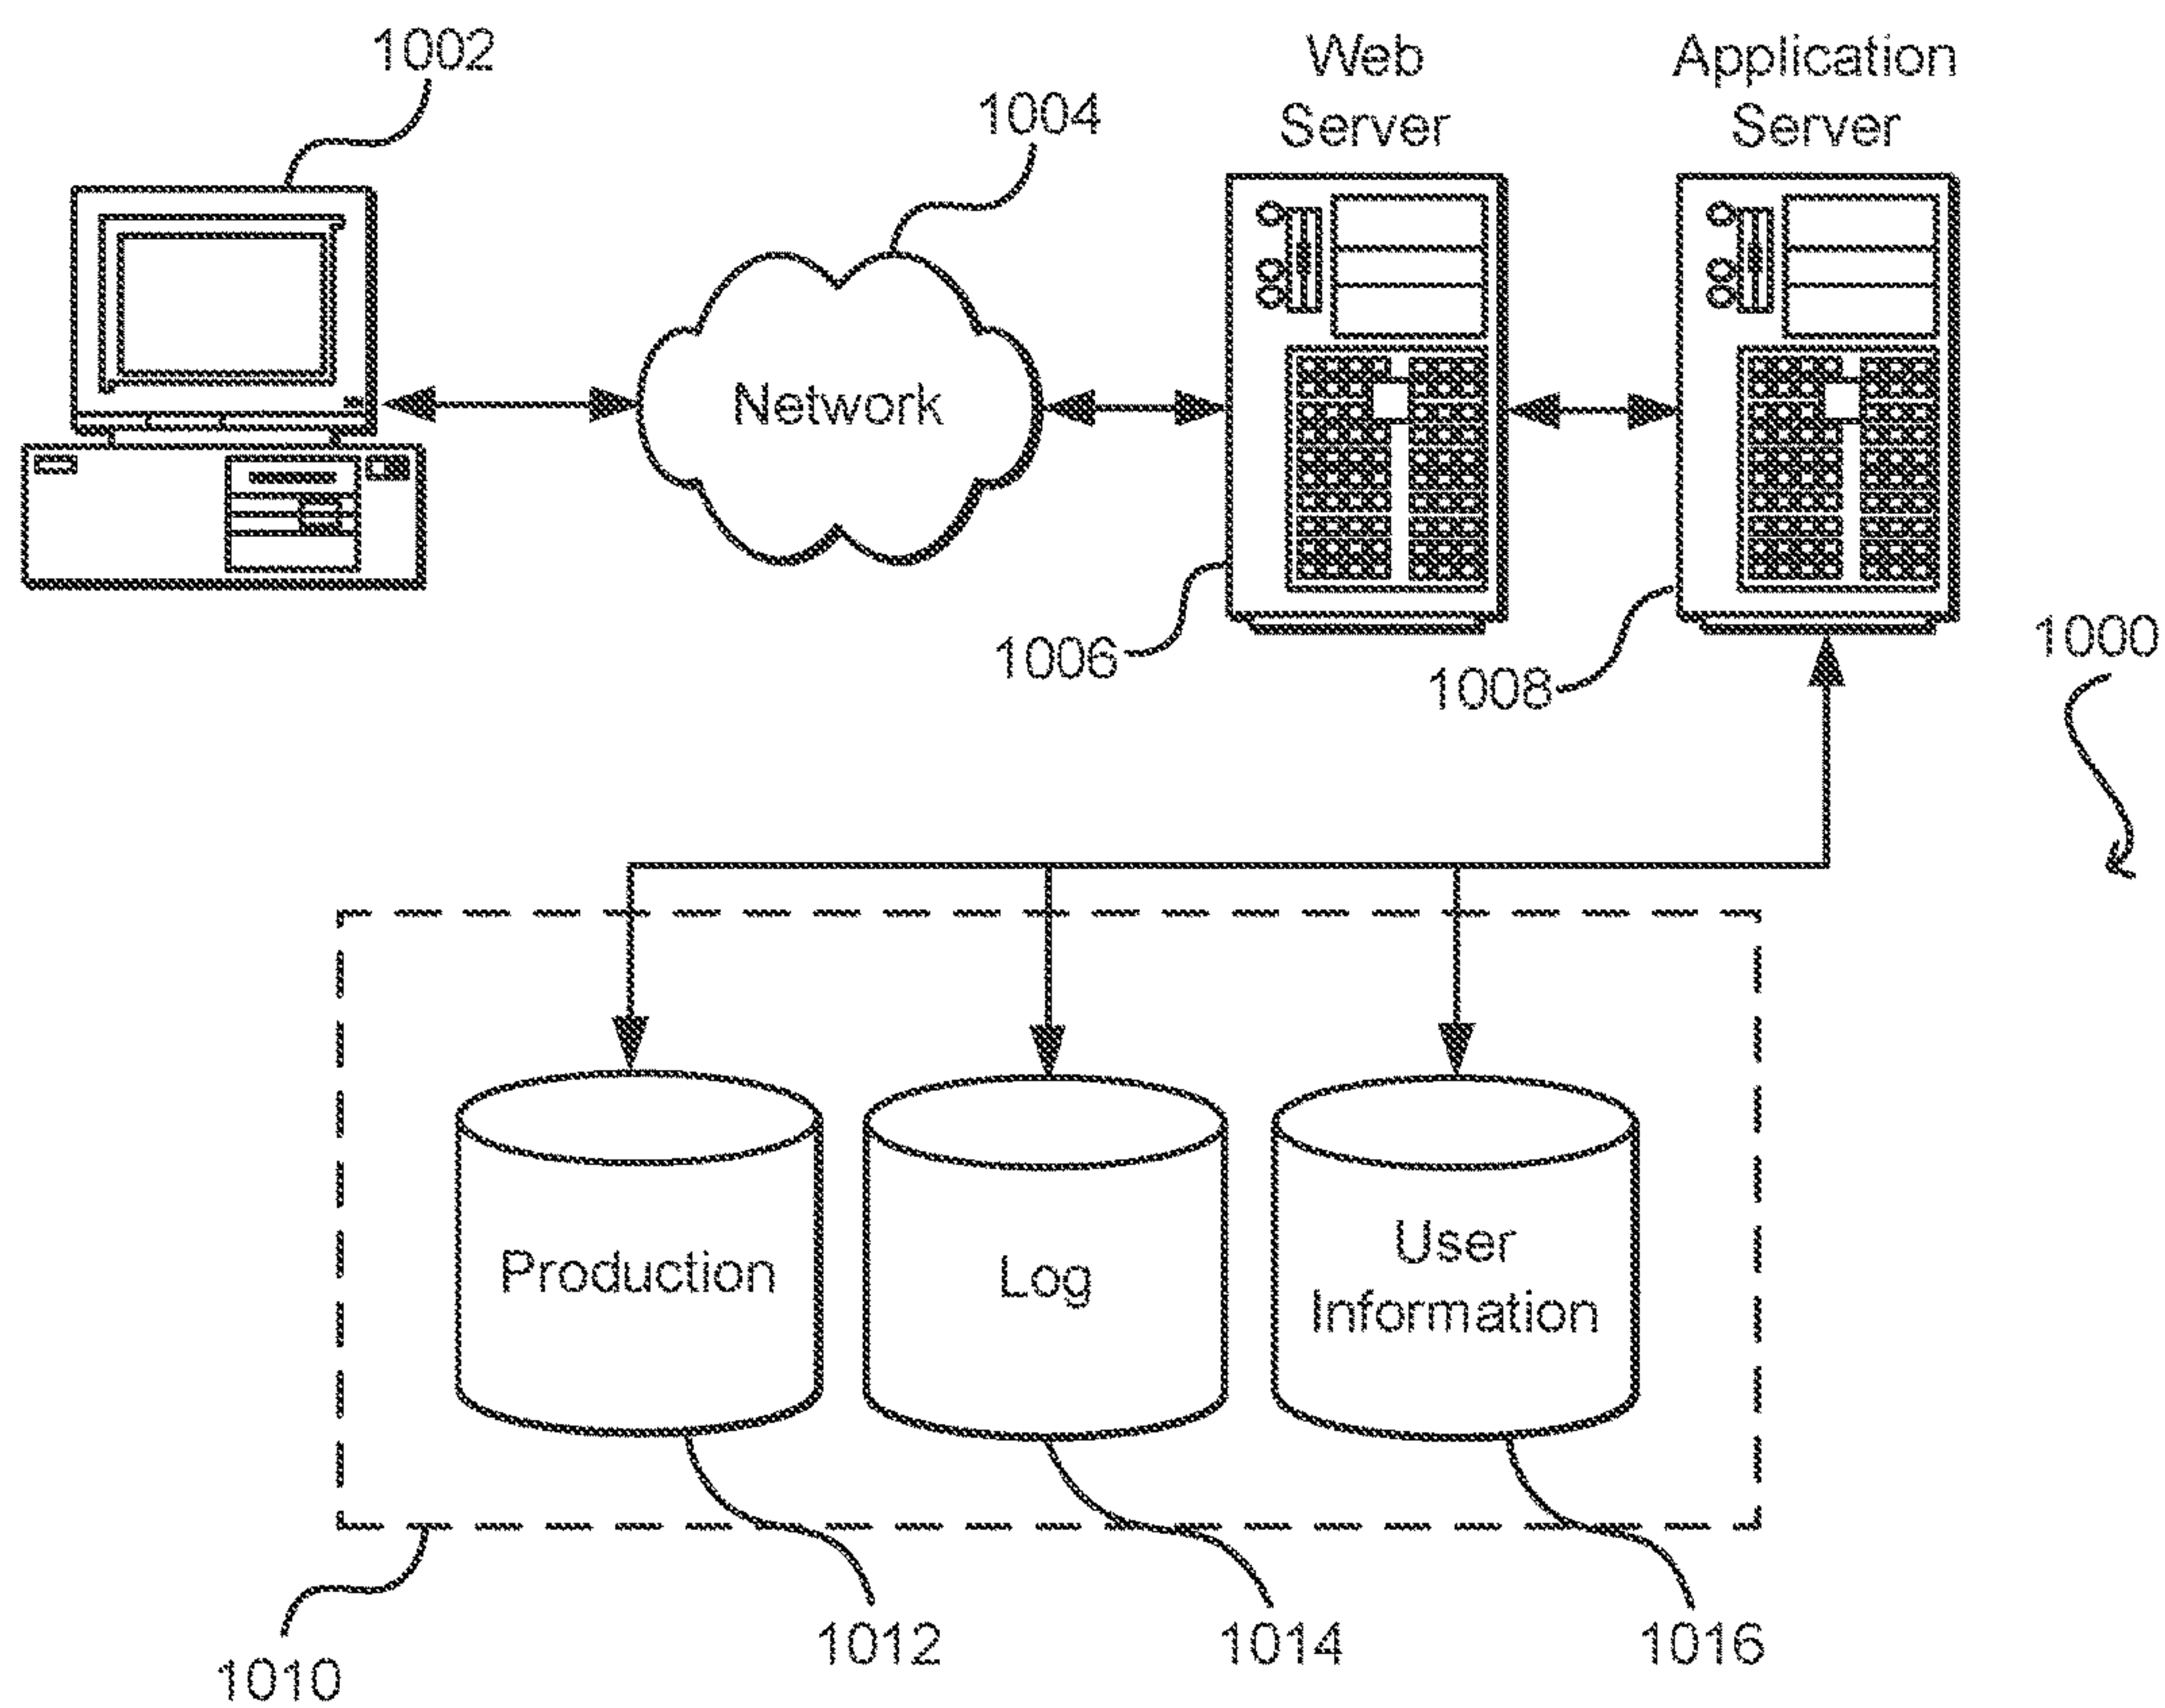 1002
1004
Web
Server
Application
Server
Network
1006
1008
1000
Production
Log
User
Information
1010
1012
1014
1016